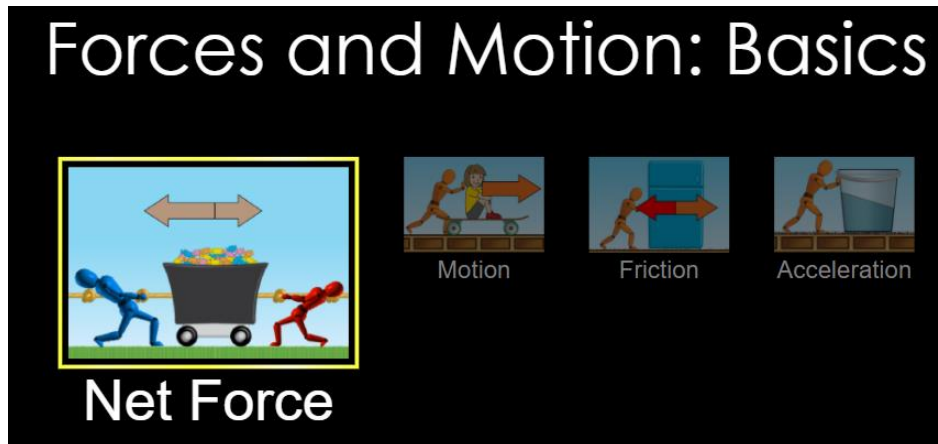 Forces and Motion: Basics
Motion
Friction
Acceleration
Net Force